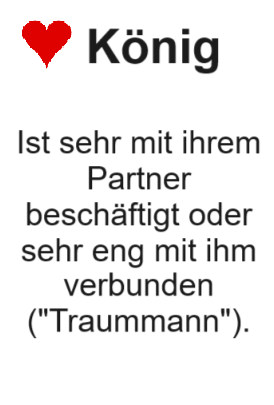 König
Ist sehr mit ihrem
Partner
beschäftigt oder
sehr eng mit ihm
verbunden
("Traummann").